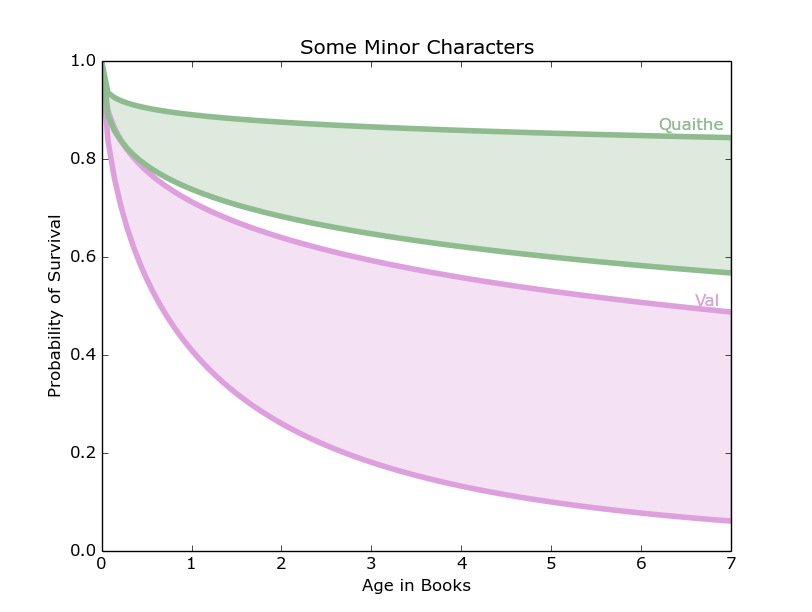 Some Minor Characters
Probability of Survival
1.0
0.8
0.6
0.4
0.2
0.0
Quaithe
Val
0 1 2 3 4 5 6 7
Age in Books